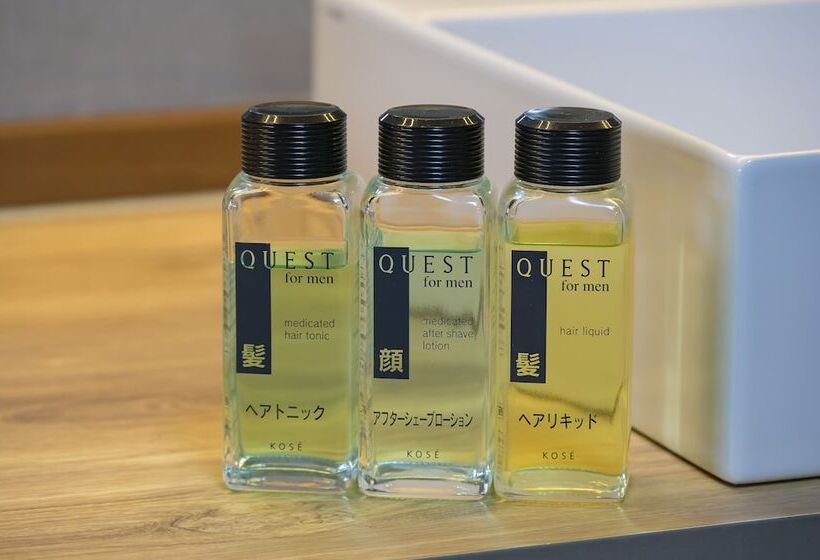 QUEST
for men
medicated
hair tonic
髪
ヘアトニック
KOSÉ
QUEST
for men
medicated
after shave
lotion
顔
アフターシェーブローション
KOSÉ
QUEST
for men
hair liquid
髪
ヘアリキッド
KOSÉ